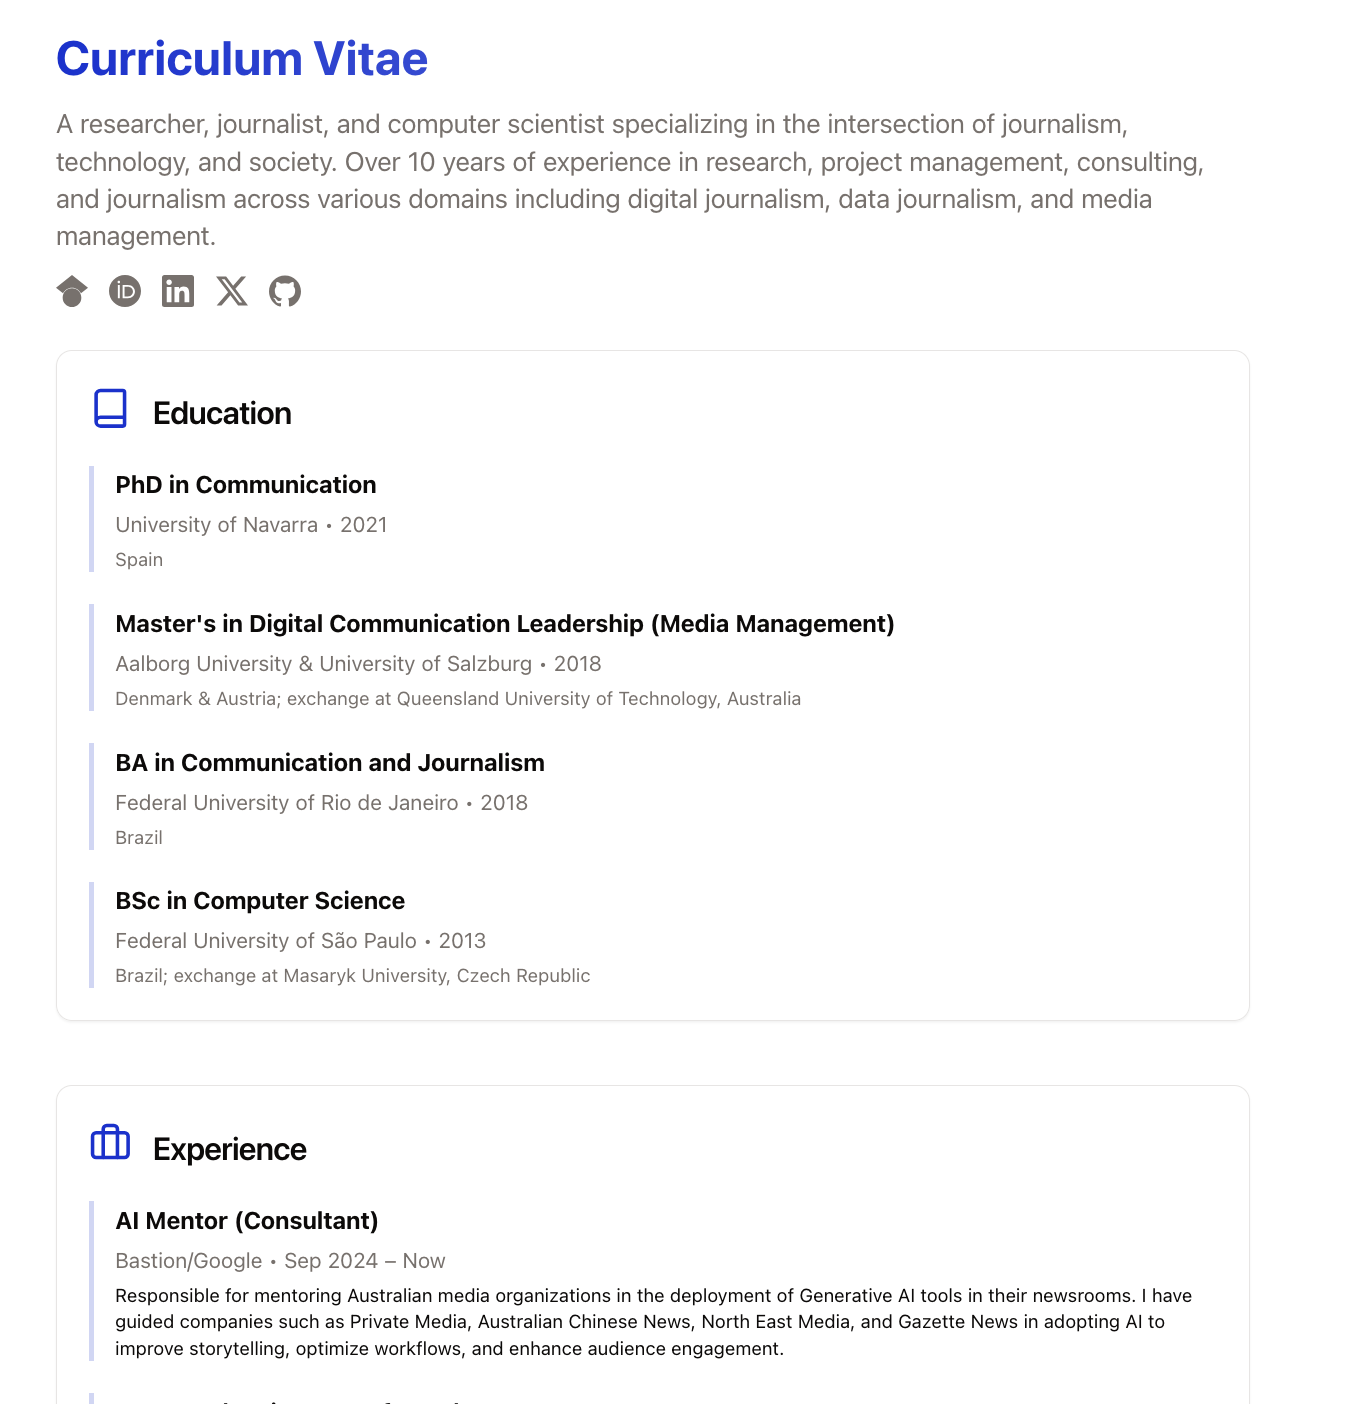 Curriculum Vitae
A researcher, journalist, and computer scientist specializing in the intersection of journalism,
technology, and society. Over 10 years of experience in research, project management, consulting,
and journalism across various domains including digital journalism, data journalism, and media
management.
iD
in
X
Education
PhD in Communication
University of Navarra • 2021
Spain
Master's in Digital Communication Leadership (Media Management)
Aalborg University & University of Salzburg • 2018
Denmark & Austria; exchange at Queensland University of Technology, Australia
BA in Communication and Journalism
Federal University of Rio de Janeiro • 2018
Brazil
BSc in Computer Science
Federal University of São Paulo • 2013
Brazil; exchange at Masaryk University, Czech Republic
Experience
AI Mentor (Consultant)
Bastion/Google • Sep 2024 – Now
Responsible for mentoring Australian media organizations in the deployment of Generative AI tools in their newsrooms. I have
guided companies such as Private Media, Australian Chinese News, North East Media, and Gazette News in adopting AI to
improve storytelling, optimize workflows, and enhance audience engagement.